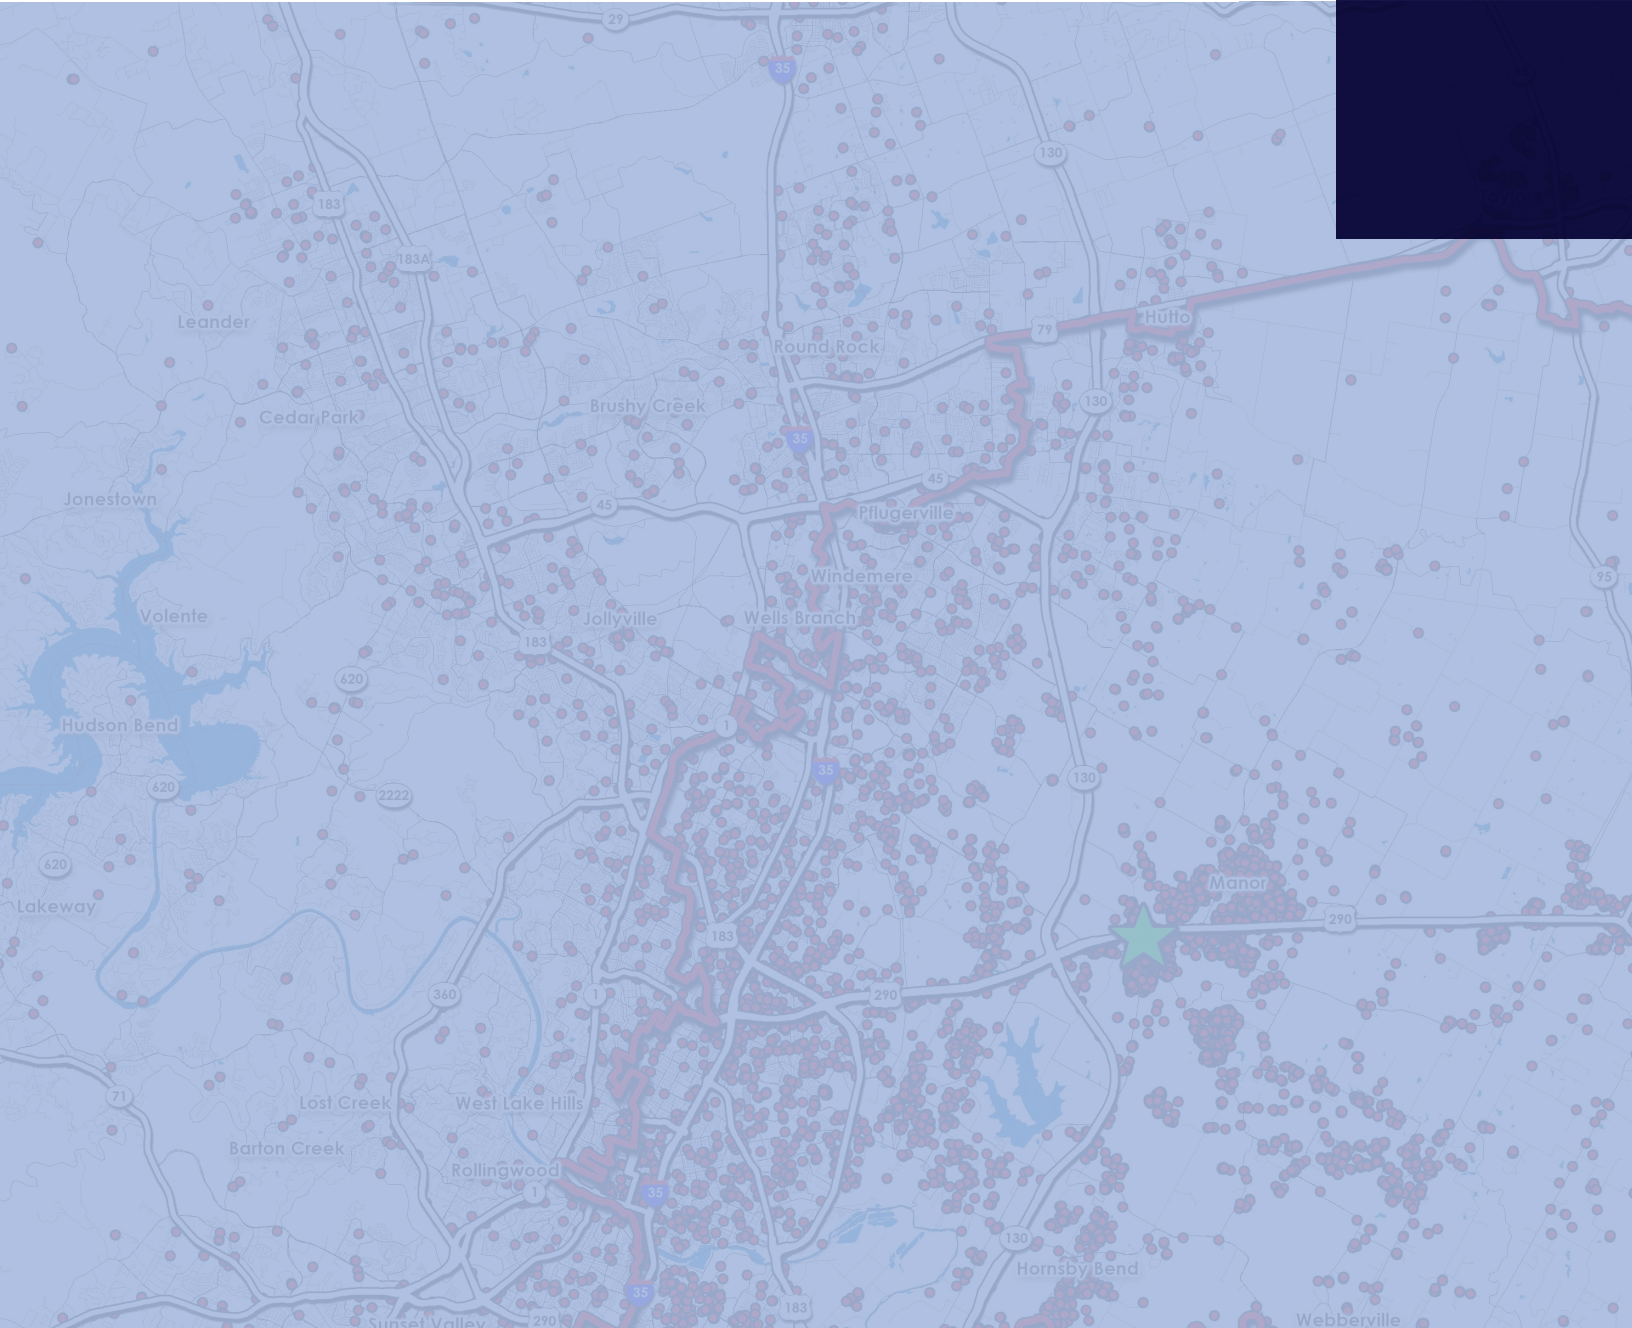 29
35
130
183
183A
Leander
Hutto
79
Round Rock
130
Brushy Creek
Cedar Park
35
45
Jonestown
45
Pflugerville
Windemere
95
Volente
Wells Branch
Jollyville
183
620
Hudson Bend
1
35
130
620
2222
620
Manor
Lakeway
290
183
360
1
290
71
Lost Creek
West Lake Hills
Barton Creek
Rollingwood
1
35
130
Hornsby Bend
35
183
290
Webberville
Sunset Valley